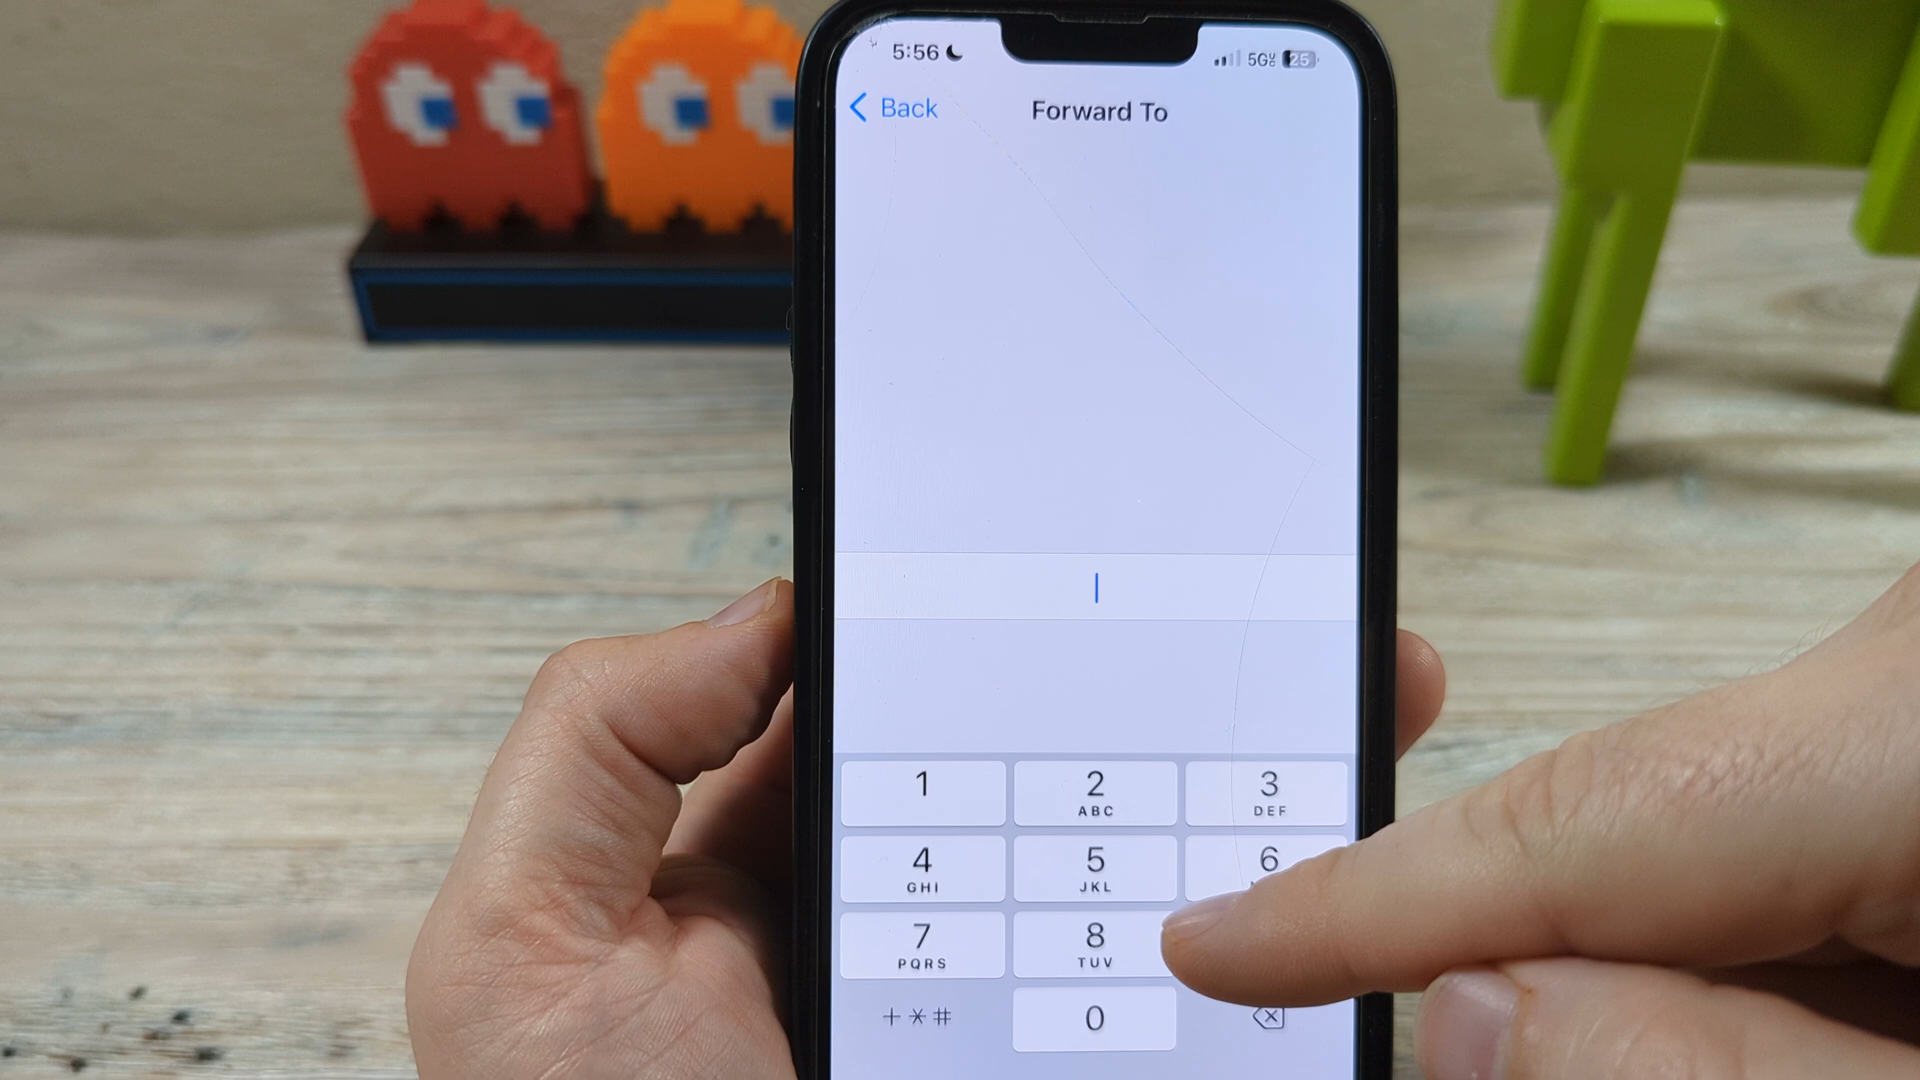 5:56
5G 25
Back
Forward To
1
2
ABC
3
DEF
4
GHI
5
JKL
6
7
PQRS
8
TUV
+*#
0